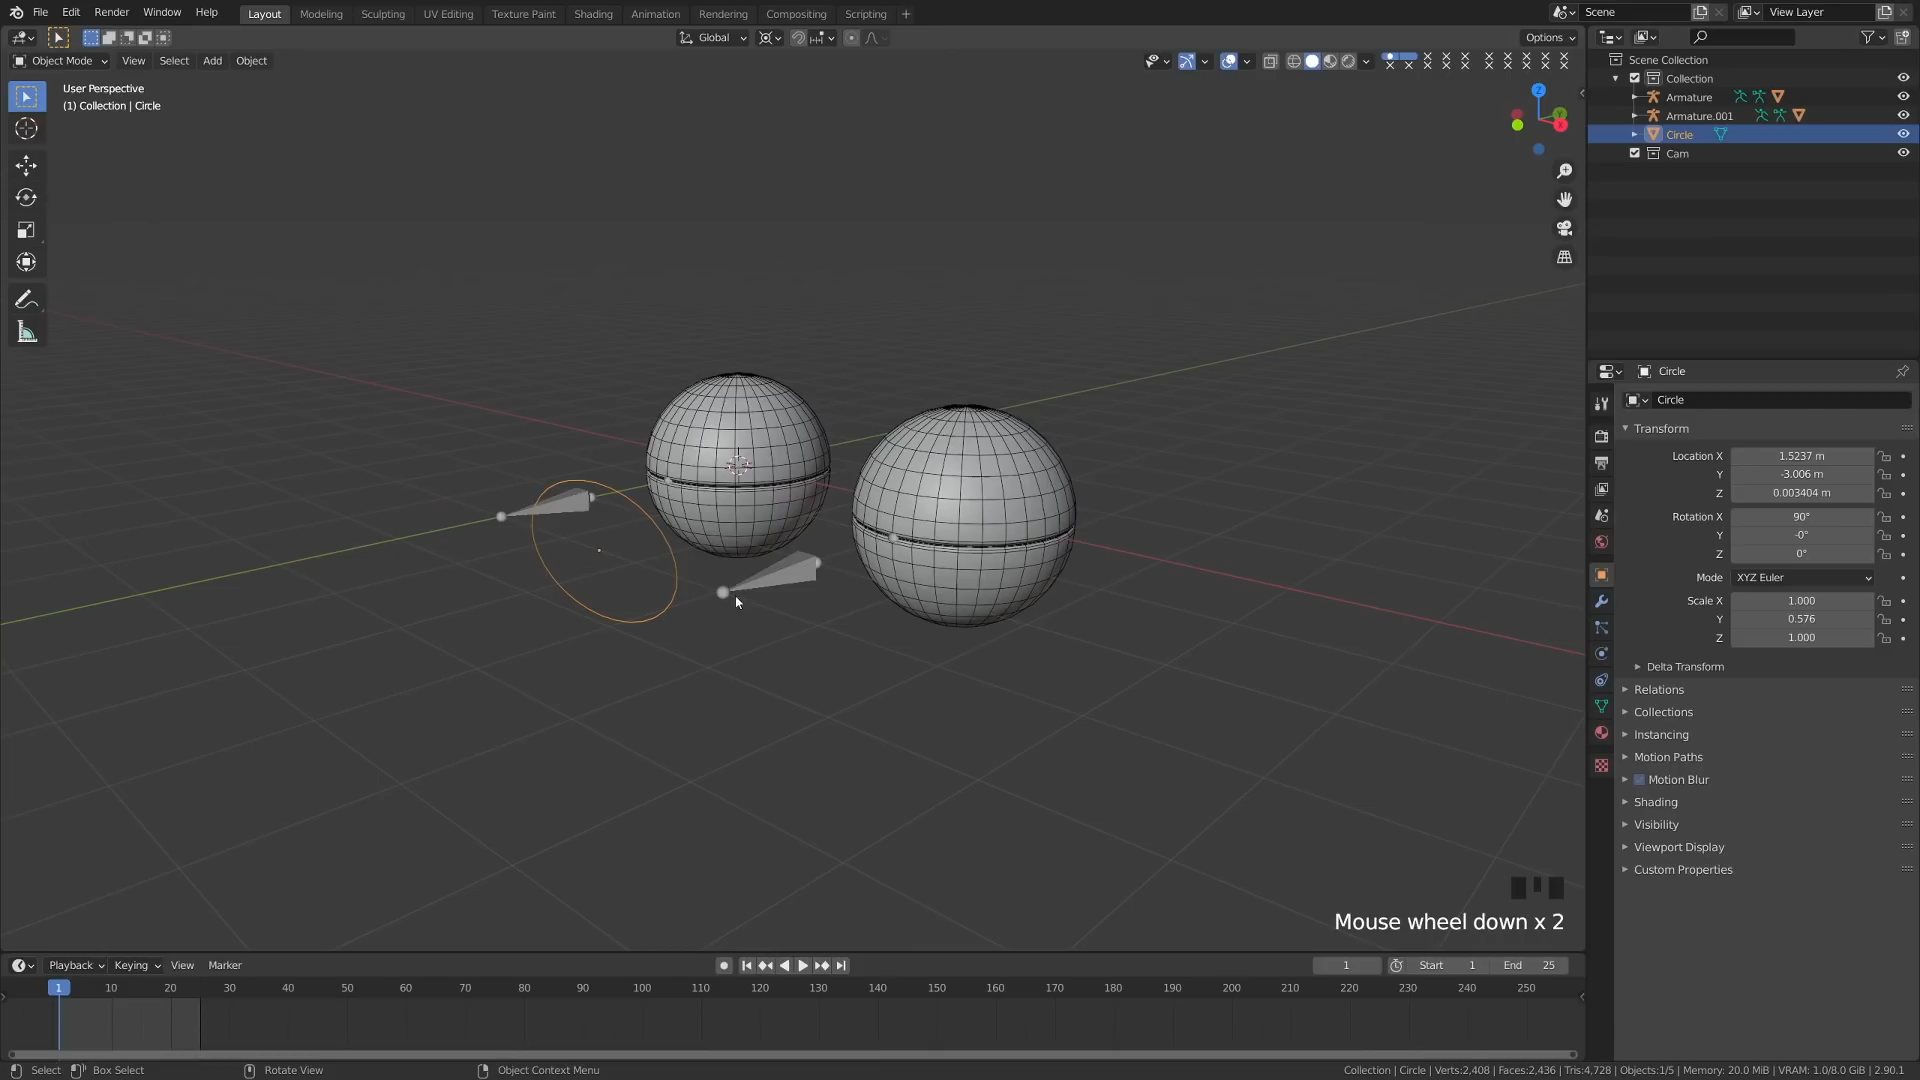 File Edit Render Window Help Layout Modeling Sculpting UV Editing Texture Paint Shading Animation Rendering Compositing Scripting + Scene View Layer
Global Options
Object Mode View Select Add Object
User Perspective
(1) Collection | Circle
Z
Y
X
Scene Collection
Collection
Armature
Armature.001
Circle
Cam
Circle
Circle
Transform
Location X 1.5237 m
Y -3.006 m
Z 0.003404 m
Rotation X 90°
Y -0°
Z 0°
Mode XYZ Euler
Scale X 1.000
Y 0.576
Z 1.000
Delta Transform
Relations
Collections
Instancing
Motion Paths
Motion Blur
Shading
Visibility
Viewport Display
Custom Properties
Mouse wheel down x 2
Playback Keying View Marker 1 Start 1 End 25
1 10 20 30 40 50 60 70 80 90 100 110 120 130 140 150 160 170 180 190 200 210 220 230 240 250
Select Box Select Rotate View Object Context Menu Collection | Circle | Verts:2,408 | Faces:2,436 | Tris:4,728 | Objects:1/5 | Memory: 20.0 MiB | VRAM: 1.0/8.0 GiB | 2.90.1